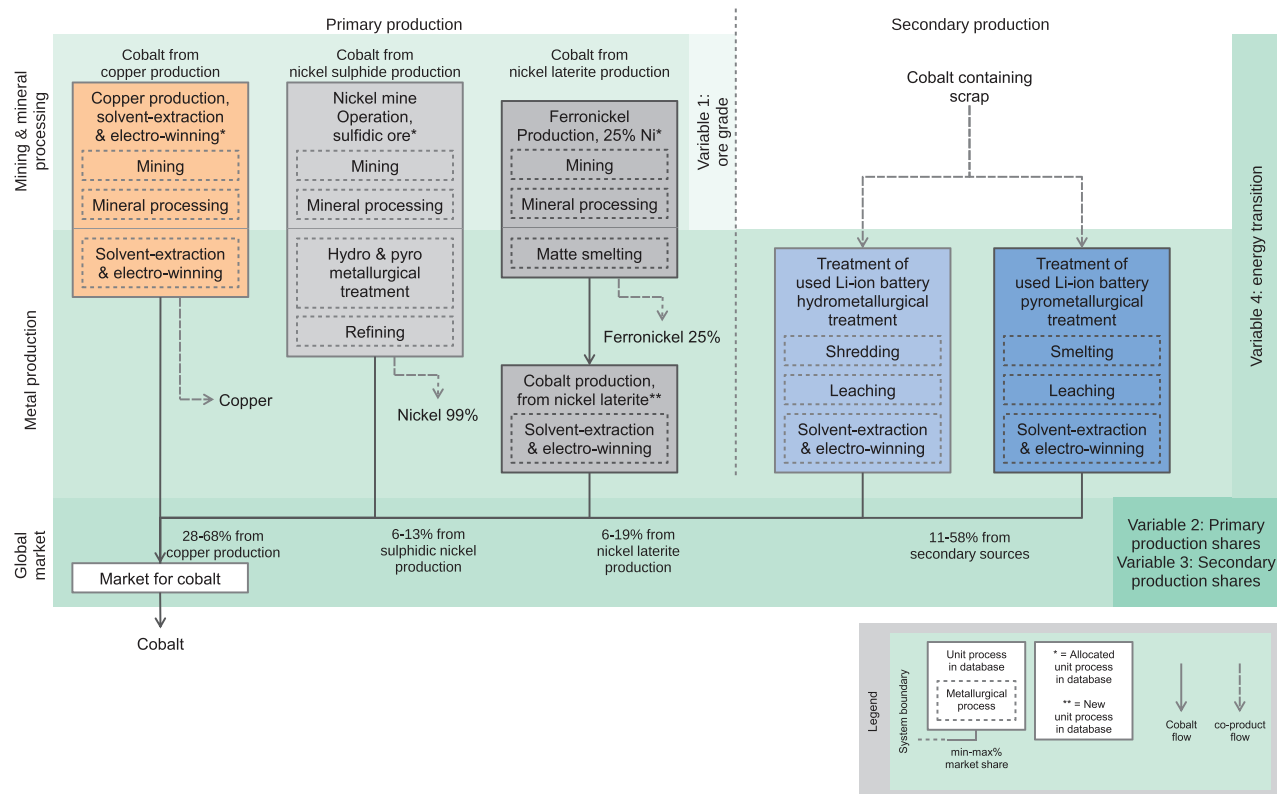 Primary production
Secondary production
Mining & mineral
processing
Metal production
Global
market
Cobalt from
copper production
Copper production,
solvent-extraction
& electro-winning*
Mining
Mineral processing
Solvent-extraction
& electro-winning
Copper
Cobalt from
nickel sulphide production
Nickel mine
Operation,
sulfidic ore*
Mining
Mineral processing
Hydro & pyro
metallurgical
treatment
Refining
Nickel 99%
Cobalt from
nickel laterite production
Ferronickel
Production, 25% Ni*
Mining
Mineral processing
Matte smelting
Ferronickel 25%
Cobalt production,
from nickel laterite**
Solvent-extraction
& electro-winning
Variable 1:
ore grade
Cobalt containing
scrap
Treatment of
used Li-ion battery
hydrometallurgical
treatment
Shredding
Leaching
Solvent-extraction
& electro-winning
Treatment of
used Li-ion battery
pyrometallurgical
treatment
Smelting
Leaching
Solvent-extraction
& electro-winning
Variable 4: energy transition
28-68% from
copper production
6-13% from
sulphidic nickel
production
6-19% from
nickel laterite
production
11-58% from
secondary sources
Variable 2: Primary
production shares
Variable 3: Secondary
production shares
Market for cobalt
Cobalt
Legend
System boundary
Unit process
in database
Metallurgical
process
min-max%
market share
* = Allocated
unit process
in database
** = New
unit process
in database
Cobalt
flow
co-product
flow